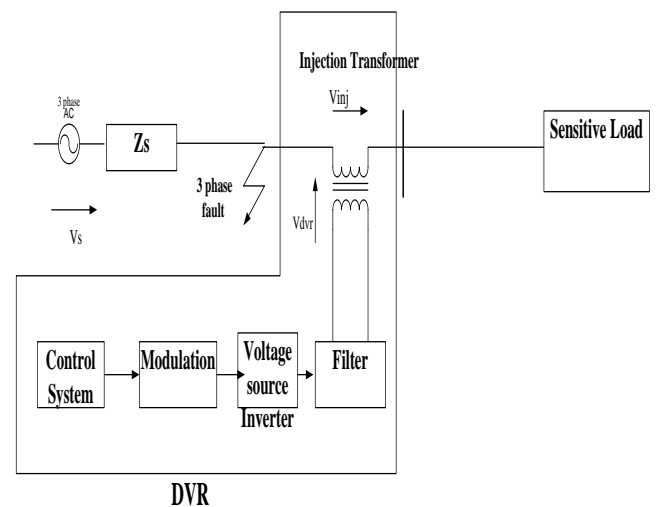 Injection Transformer
Vinj
3 phase
AC
Zs
Sensitive Load
3 phase
fault
Vs
Vdvr
Control
System
Modulation
Voltage
source
Inverter
Filter
DVR